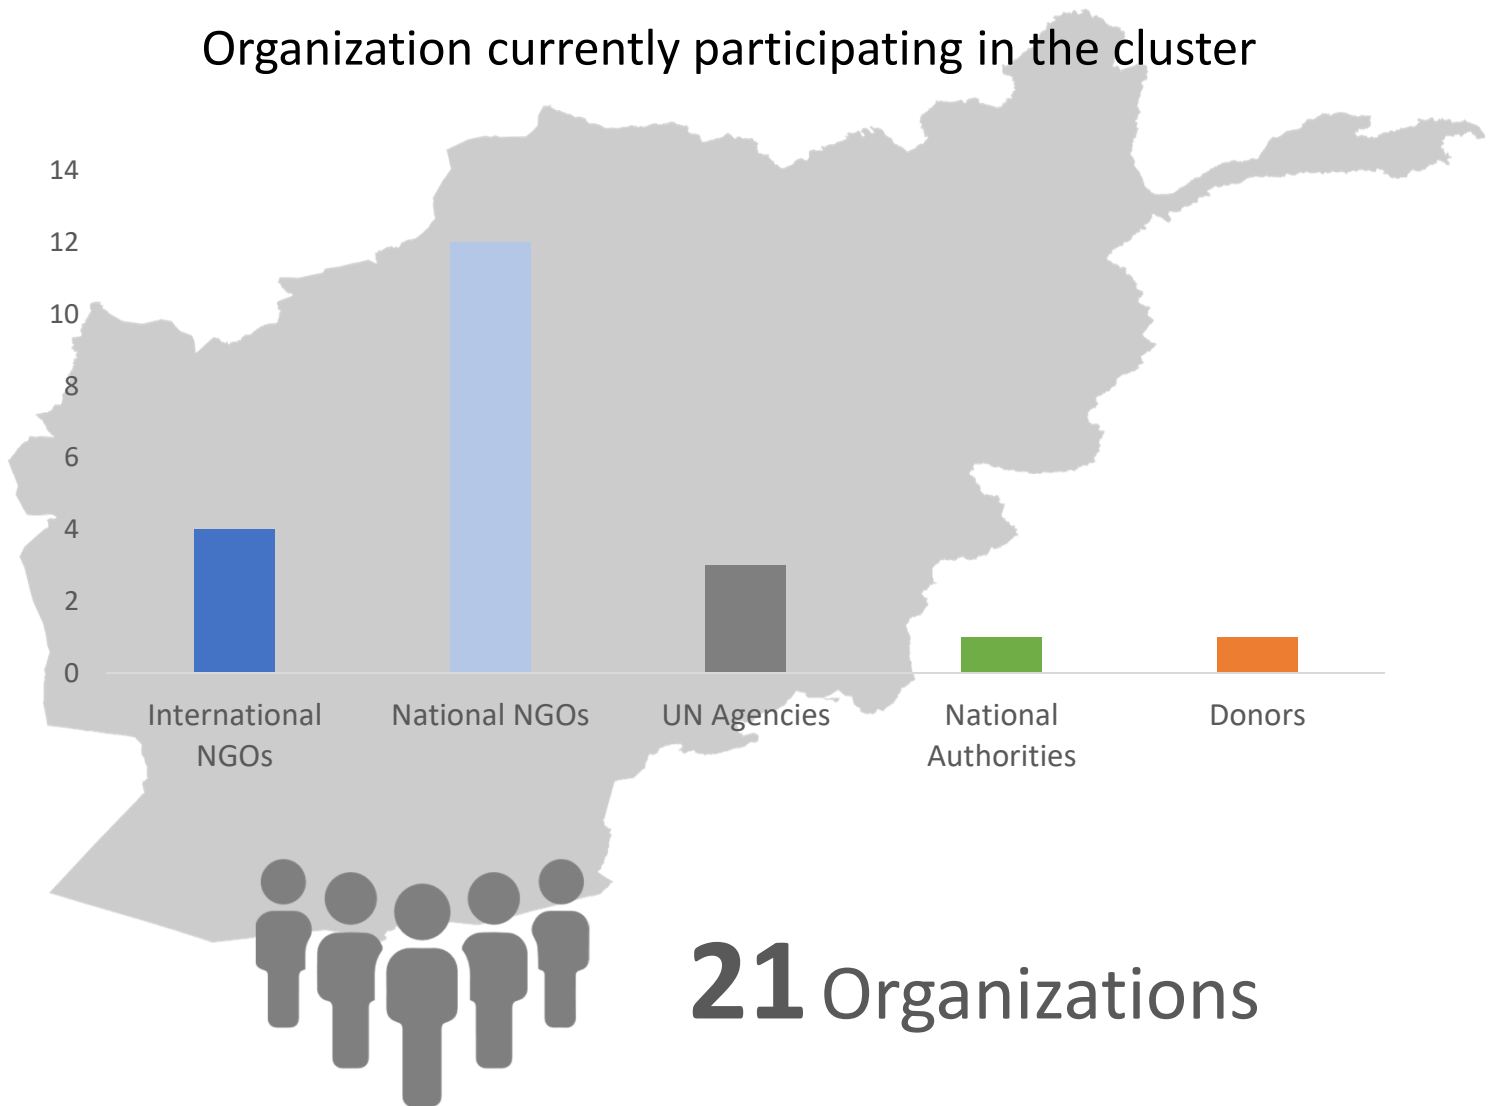 Organization currently participating in the cluster
14
12
10
8
6
4
2
0
International
NGOs
National NGOs
UN Agencies
National
Authorities
Donors
21 Organizations